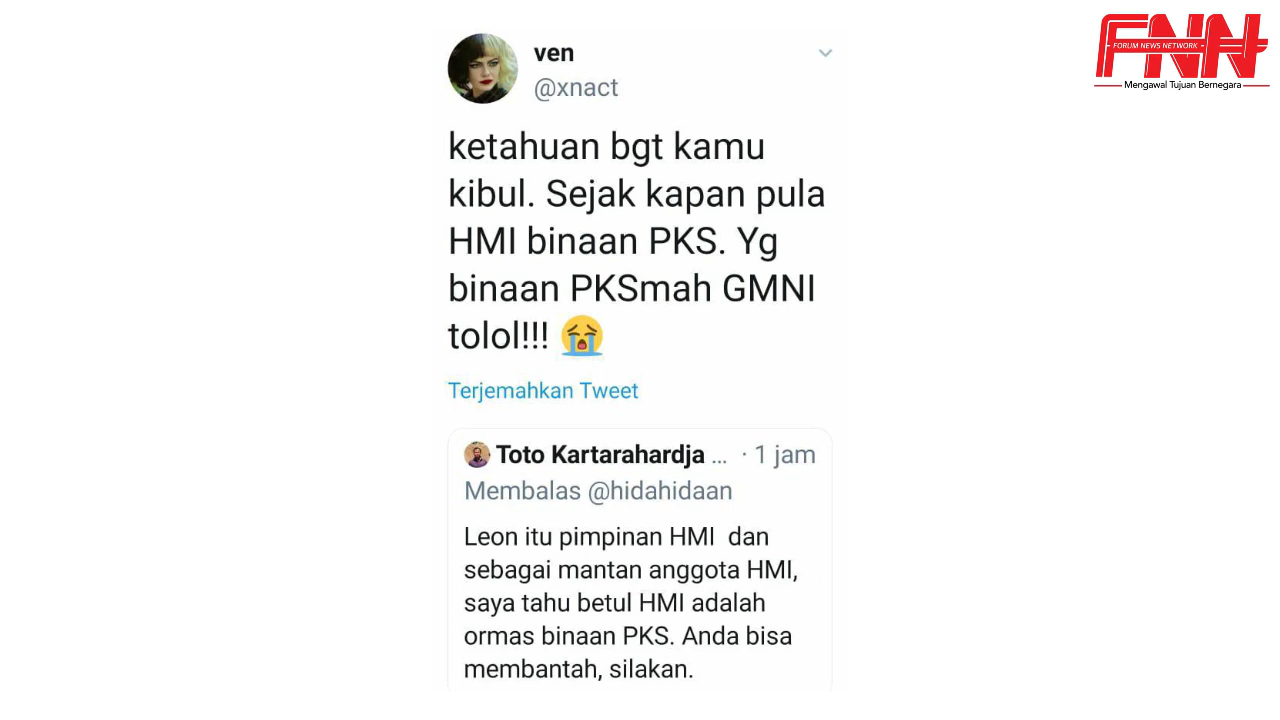 FNN
FORUM NEWS NETWORK
Mengawal Tujuan Bernegara
ven
@xnact
ketahuan bgt kamu
kibul. Sejak kapan pula
HMI binaan PKS. Yg
binaan PKSmah GMNI
tolol!!! 😭
Terjemahkan Tweet
Toto Kartarahardja ... · 1 jam
Membalas @hidahidaan
Leon itu pimpinan HMI dan
sebagai mantan anggota HMI,
saya tahu betul HMI adalah
ormas binaan PKS. Anda bisa
membantah, silakan.